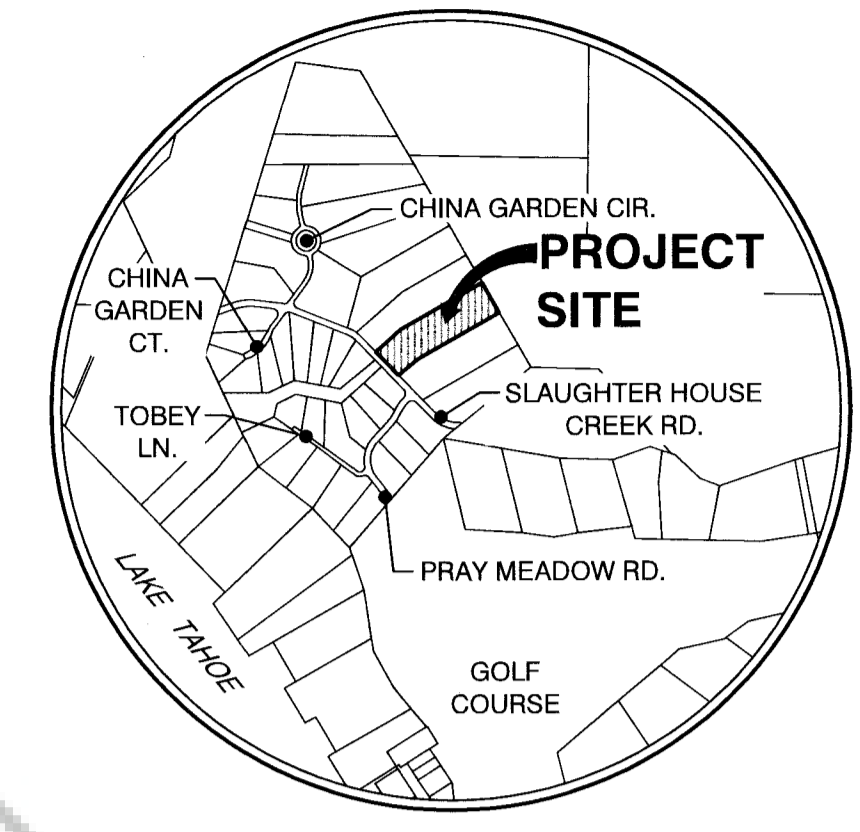 CHINA GARDEN CIR.
PROJECT
SITE
CHINA
GARDEN
CT.
SLAUGHTER HOUSE
CREEK RD.
TOBEY
LN.
PRAY MEADOW RD.
LAKE TAHOE
GOLF
COURSE